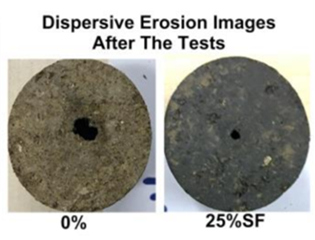 Dispersive Erosion Images
After The Tests
0%
25%SF